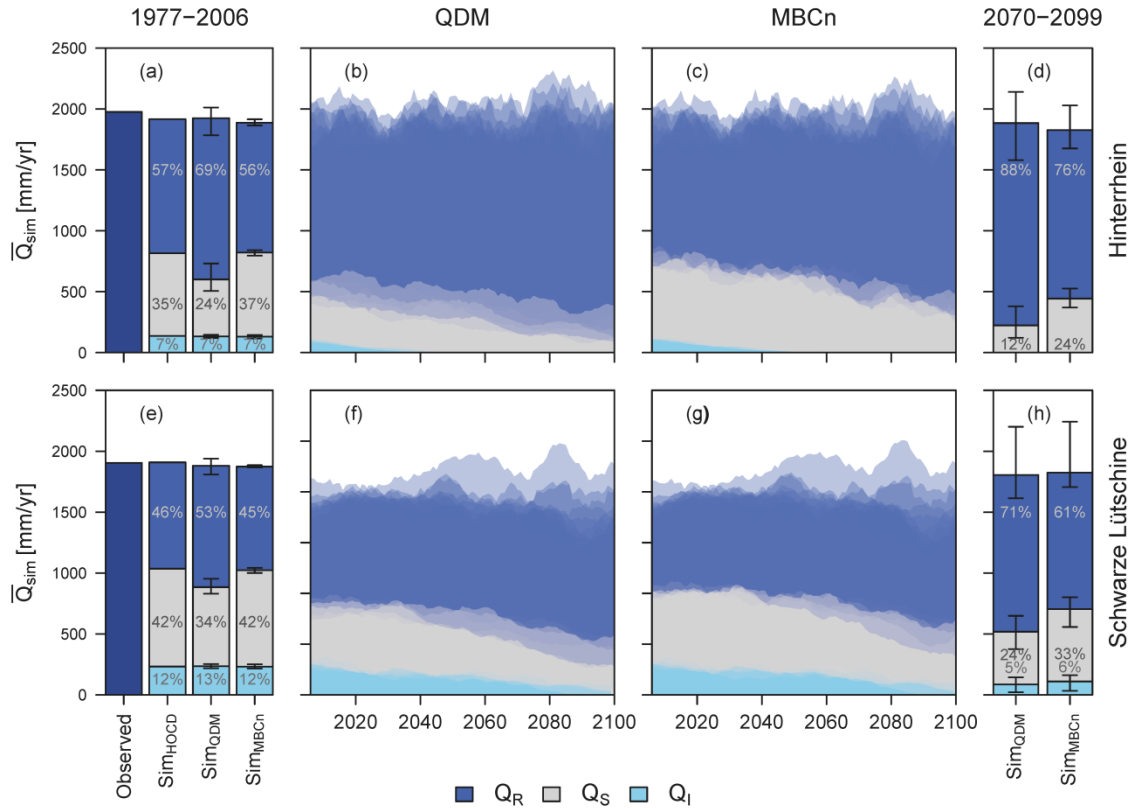 1977−2006 QDM MBCn 2070−2099
2500 (a) (b) (c) (d)
2000
57% 69% 56% 88% 76%
1500
1000
500
35% 24% 37%
7% 7% 7% 12% 24%
0
Q̅sim [mm/yr]
Hinterrhein
2500 (e) (f) (g) (h)
2000
1500
46% 53% 45% 71% 61%
1000
500
42% 34% 42% 24% 33%
12% 13% 12% 5% 6%
0
Q̅sim [mm/yr]
Schwarze Lütschine
2020 2040 2060 2080 2100 2020 2040 2060 2080 2100
Observed SimHOCD SimQDM SimMBCn SimQDM SimMBCn
QR QS QI